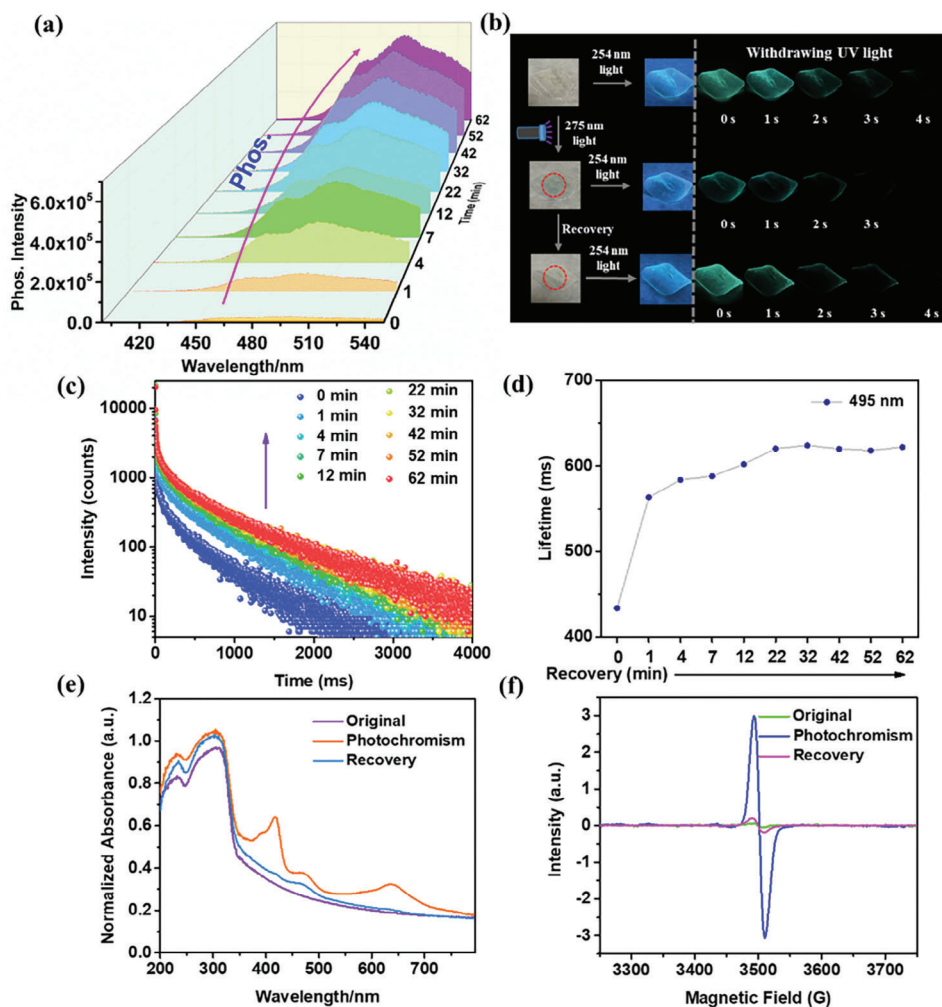 (a)
Phos.
Phos. Intensity
6.0×10⁵
4.0×10⁵
2.0×10⁵
0.0
420
450
480
510
540
Wavelength/nm
0
1
4
7
12
22
32
42
52
62
Time (min)
(b)
254 nm
light
Withdrawing UV light
0 s 1 s 2 s 3 s 4 s
275 nm
light
254 nm
light
0 s 1 s 2 s 3 s
Recovery
254 nm
light
0 s 1 s 2 s 3 s 4 s
(c)
Intensity (counts)
10000
1000
100
10
0 min 22 min
1 min 32 min
4 min 42 min
7 min 52 min
12 min 62 min
0 1000 2000 3000 4000
Time (ms)
(d)
Lifetime (ms)
700
600
500
400
495 nm
0 1 4 7 12 22 32 42 52 62
Recovery (min)
(e)
Normalized Absorbance (a.u.)
1.2
1.0
0.8
0.6
0.4
0.2
0.0
Original
Photochromism
Recovery
200 300 400 500 600 700
Wavelength/nm
(f)
Intensity (a.u.)
3
2
1
0
-1
-2
-3
Original
Photochromism
Recovery
3300 3400 3500 3600 3700
Magnetic Field (G)